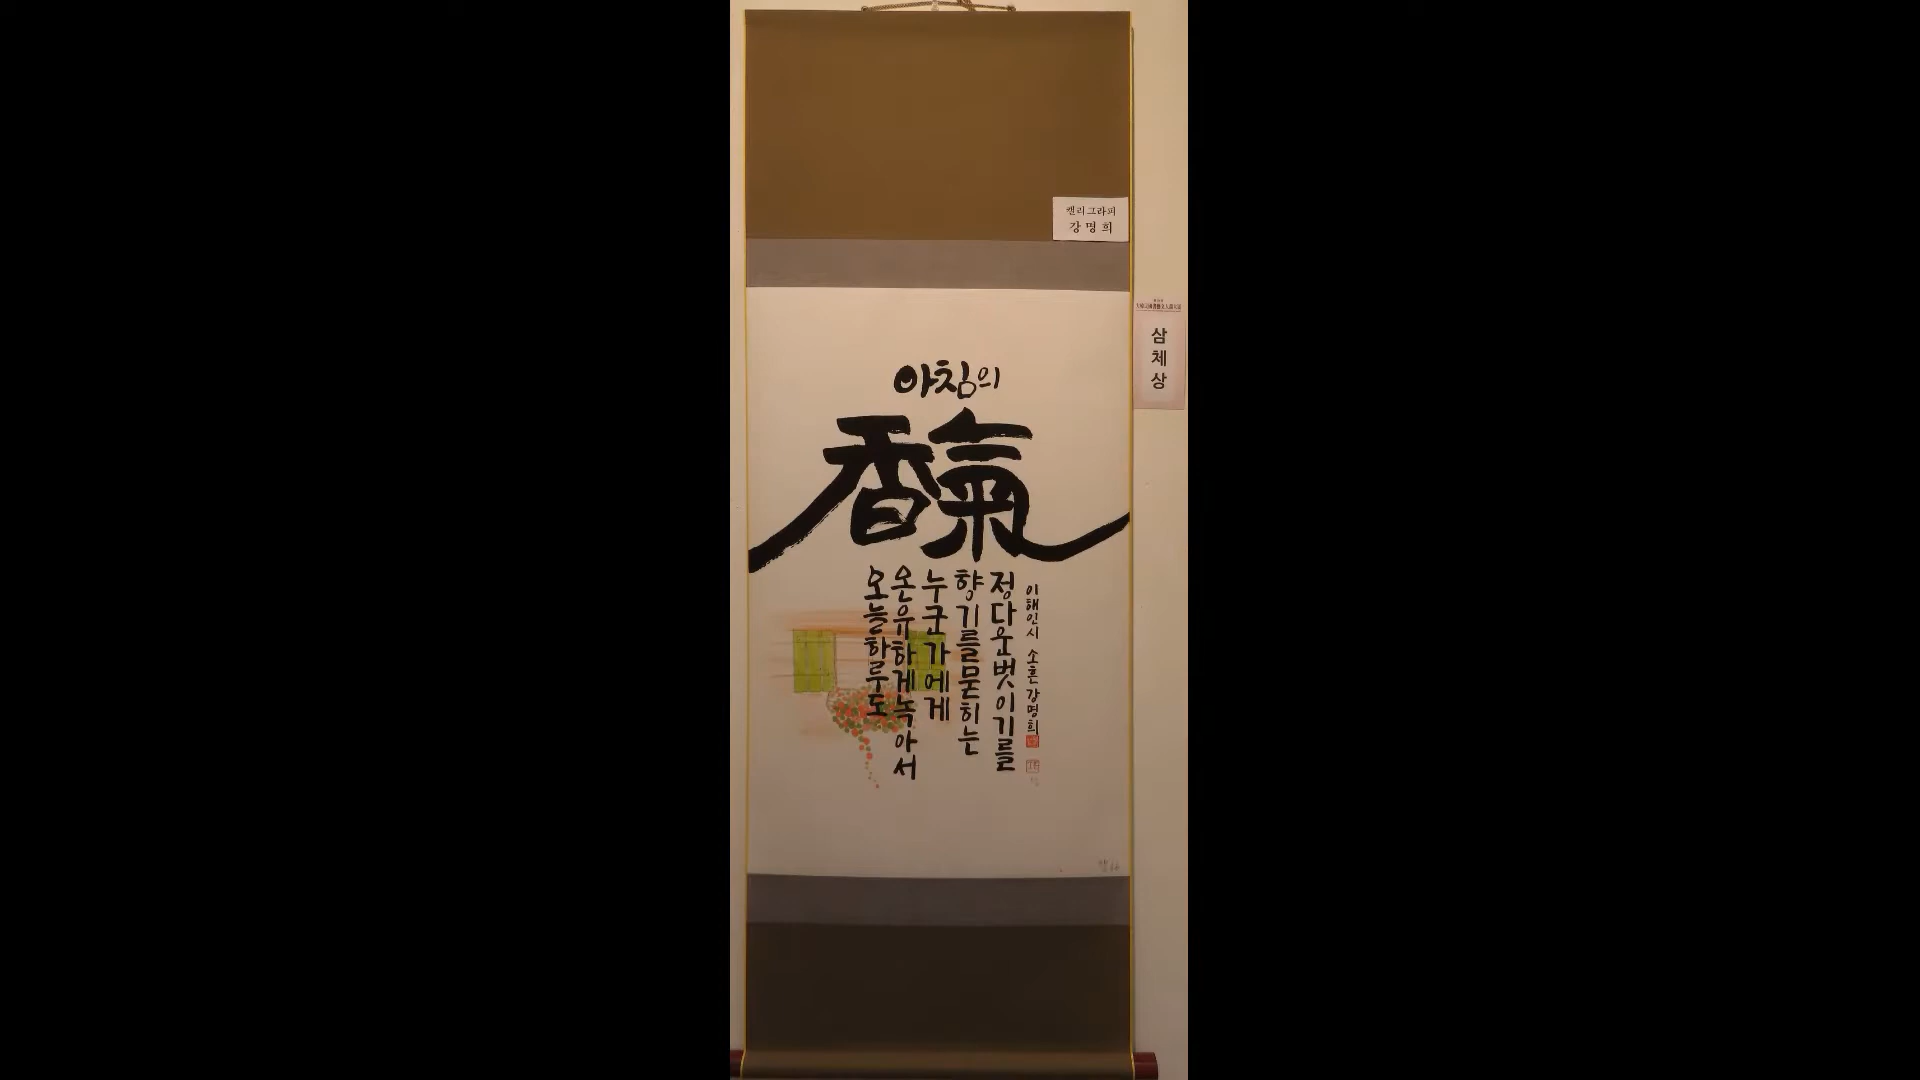 캘리그라피
강명희
삼체상
아침의
香氣
오늘하루도
온유하게녹아서
누군가에게
향기를묻히는
정다운벗이기를
이해인시 소흔 강명희